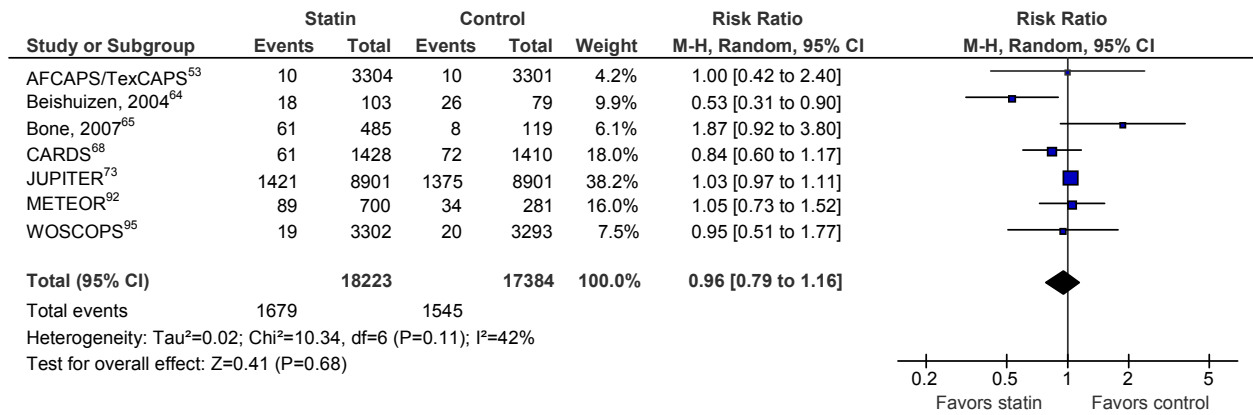 Statin Control Risk Ratio Risk Ratio
Study or Subgroup Events Total Events Total Weight M-H, Random, 95% CI M-H, Random, 95% CI
AFCAPS/TexCAPS⁵³ 10 3304 10 3301 4.2% 1.00 [0.42 to 2.40]
Beishuizen, 2004⁶⁴ 18 103 26 79 9.9% 0.53 [0.31 to 0.90]
Bone, 2007⁶⁵ 61 485 8 119 6.1% 1.87 [0.92 to 3.80]
CARDS⁶⁸ 61 1428 72 1410 18.0% 0.84 [0.60 to 1.17]
JUPITER⁷³ 1421 8901 1375 8901 38.2% 1.03 [0.97 to 1.11]
METEOR⁹² 89 700 34 281 16.0% 1.05 [0.73 to 1.52]
WOSCOPS⁹⁵ 19 3302 20 3293 7.5% 0.95 [0.51 to 1.77]
Total (95% CI) 18223 17384 100.0% 0.96 [0.79 to 1.16]
Total events 1679 1545
Heterogeneity: Tau²=0.02; Chi²=10.34, df=6 (P=0.11); I²=42%
Test for overall effect: Z=0.41 (P=0.68)
0.2 0.5 1 2 5
Favors statin Favors control